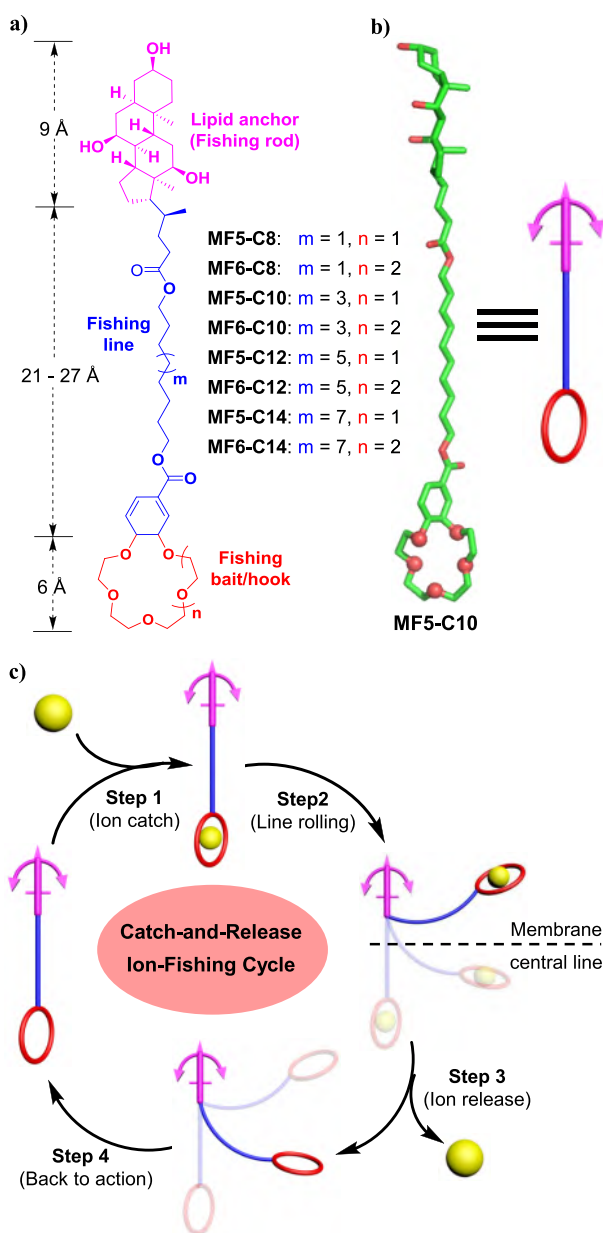 a)
OH
H
H
H
H
HO
OH
Lipid anchor
(Fishing rod)
9 Å
O
O
Fishing
line
m
21 - 27 Å
O
O
O
O
O
O
O
n
Fishing
bait/hook
6 Å
MF5-C8: m = 1, n = 1
MF6-C8: m = 1, n = 2
MF5-C10: m = 3, n = 1
MF6-C10: m = 3, n = 2
MF5-C12: m = 5, n = 1
MF6-C12: m = 5, n = 2
MF5-C14: m = 7, n = 1
MF6-C14: m = 7, n = 2
b)
MF5-C10
c)
Step 1
(Ion catch)
Step2
(Line rolling)
Catch-and-Release
Ion-Fishing Cycle
Membrane
central line
Step 3
(Ion release)
Step 4
(Back to action)